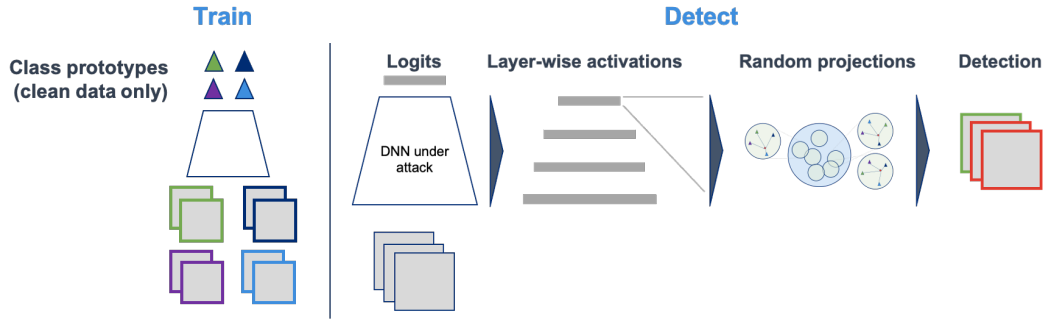 Train
Class prototypes
(clean data only)
Detect
Logits
DNN under
attack
Layer-wise activations
Random projections
Detection